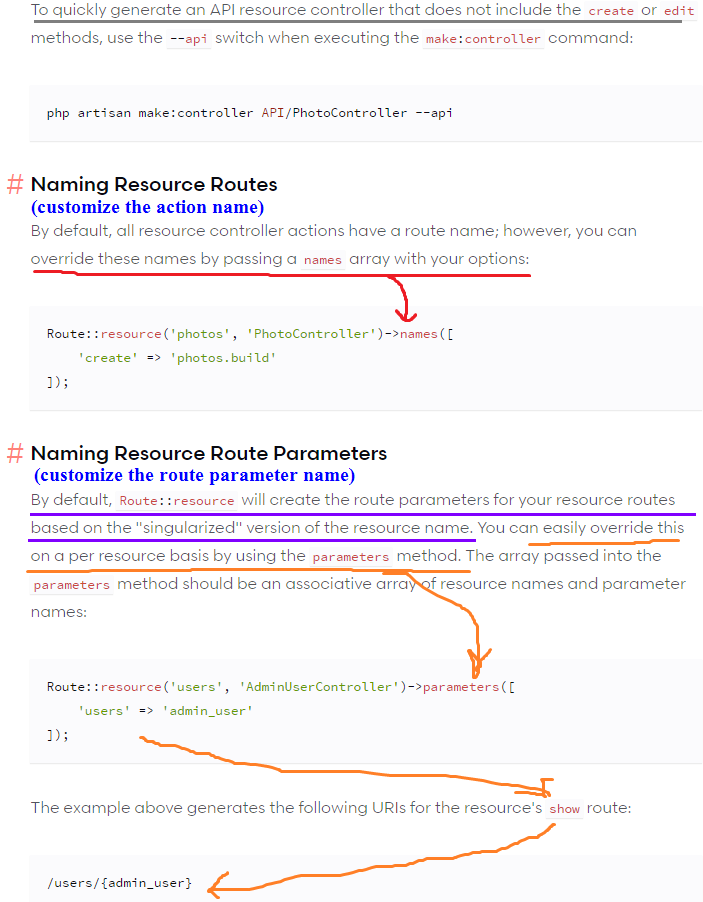 To quickly generate an API resource controller that does not include the create or edit
methods, use the --api switch when executing the make:controller command:
php artisan make:controller API/PhotoController --api
# Naming Resource Routes
(customize the action name)
By default, all resource controller actions have a route name; however, you can
override these names by passing a names array with your options:
Route::resource('photos', 'PhotoController')->names([
    'create' => 'photos.build'
]);
# Naming Resource Route Parameters
(customize the route parameter name)
By default, Route::resource will create the route parameters for your resource routes
based on the "singularized" version of the resource name. You can easily override this
on a per resource basis by using the parameters method. The array passed into the
parameters method should be an associative array of resource names and parameter
names:
Route::resource('users', 'AdminUserController')->parameters([
    'users' => 'admin_user'
]);
The example above generates the following URIs for the resource's show route:
/users/{admin_user}